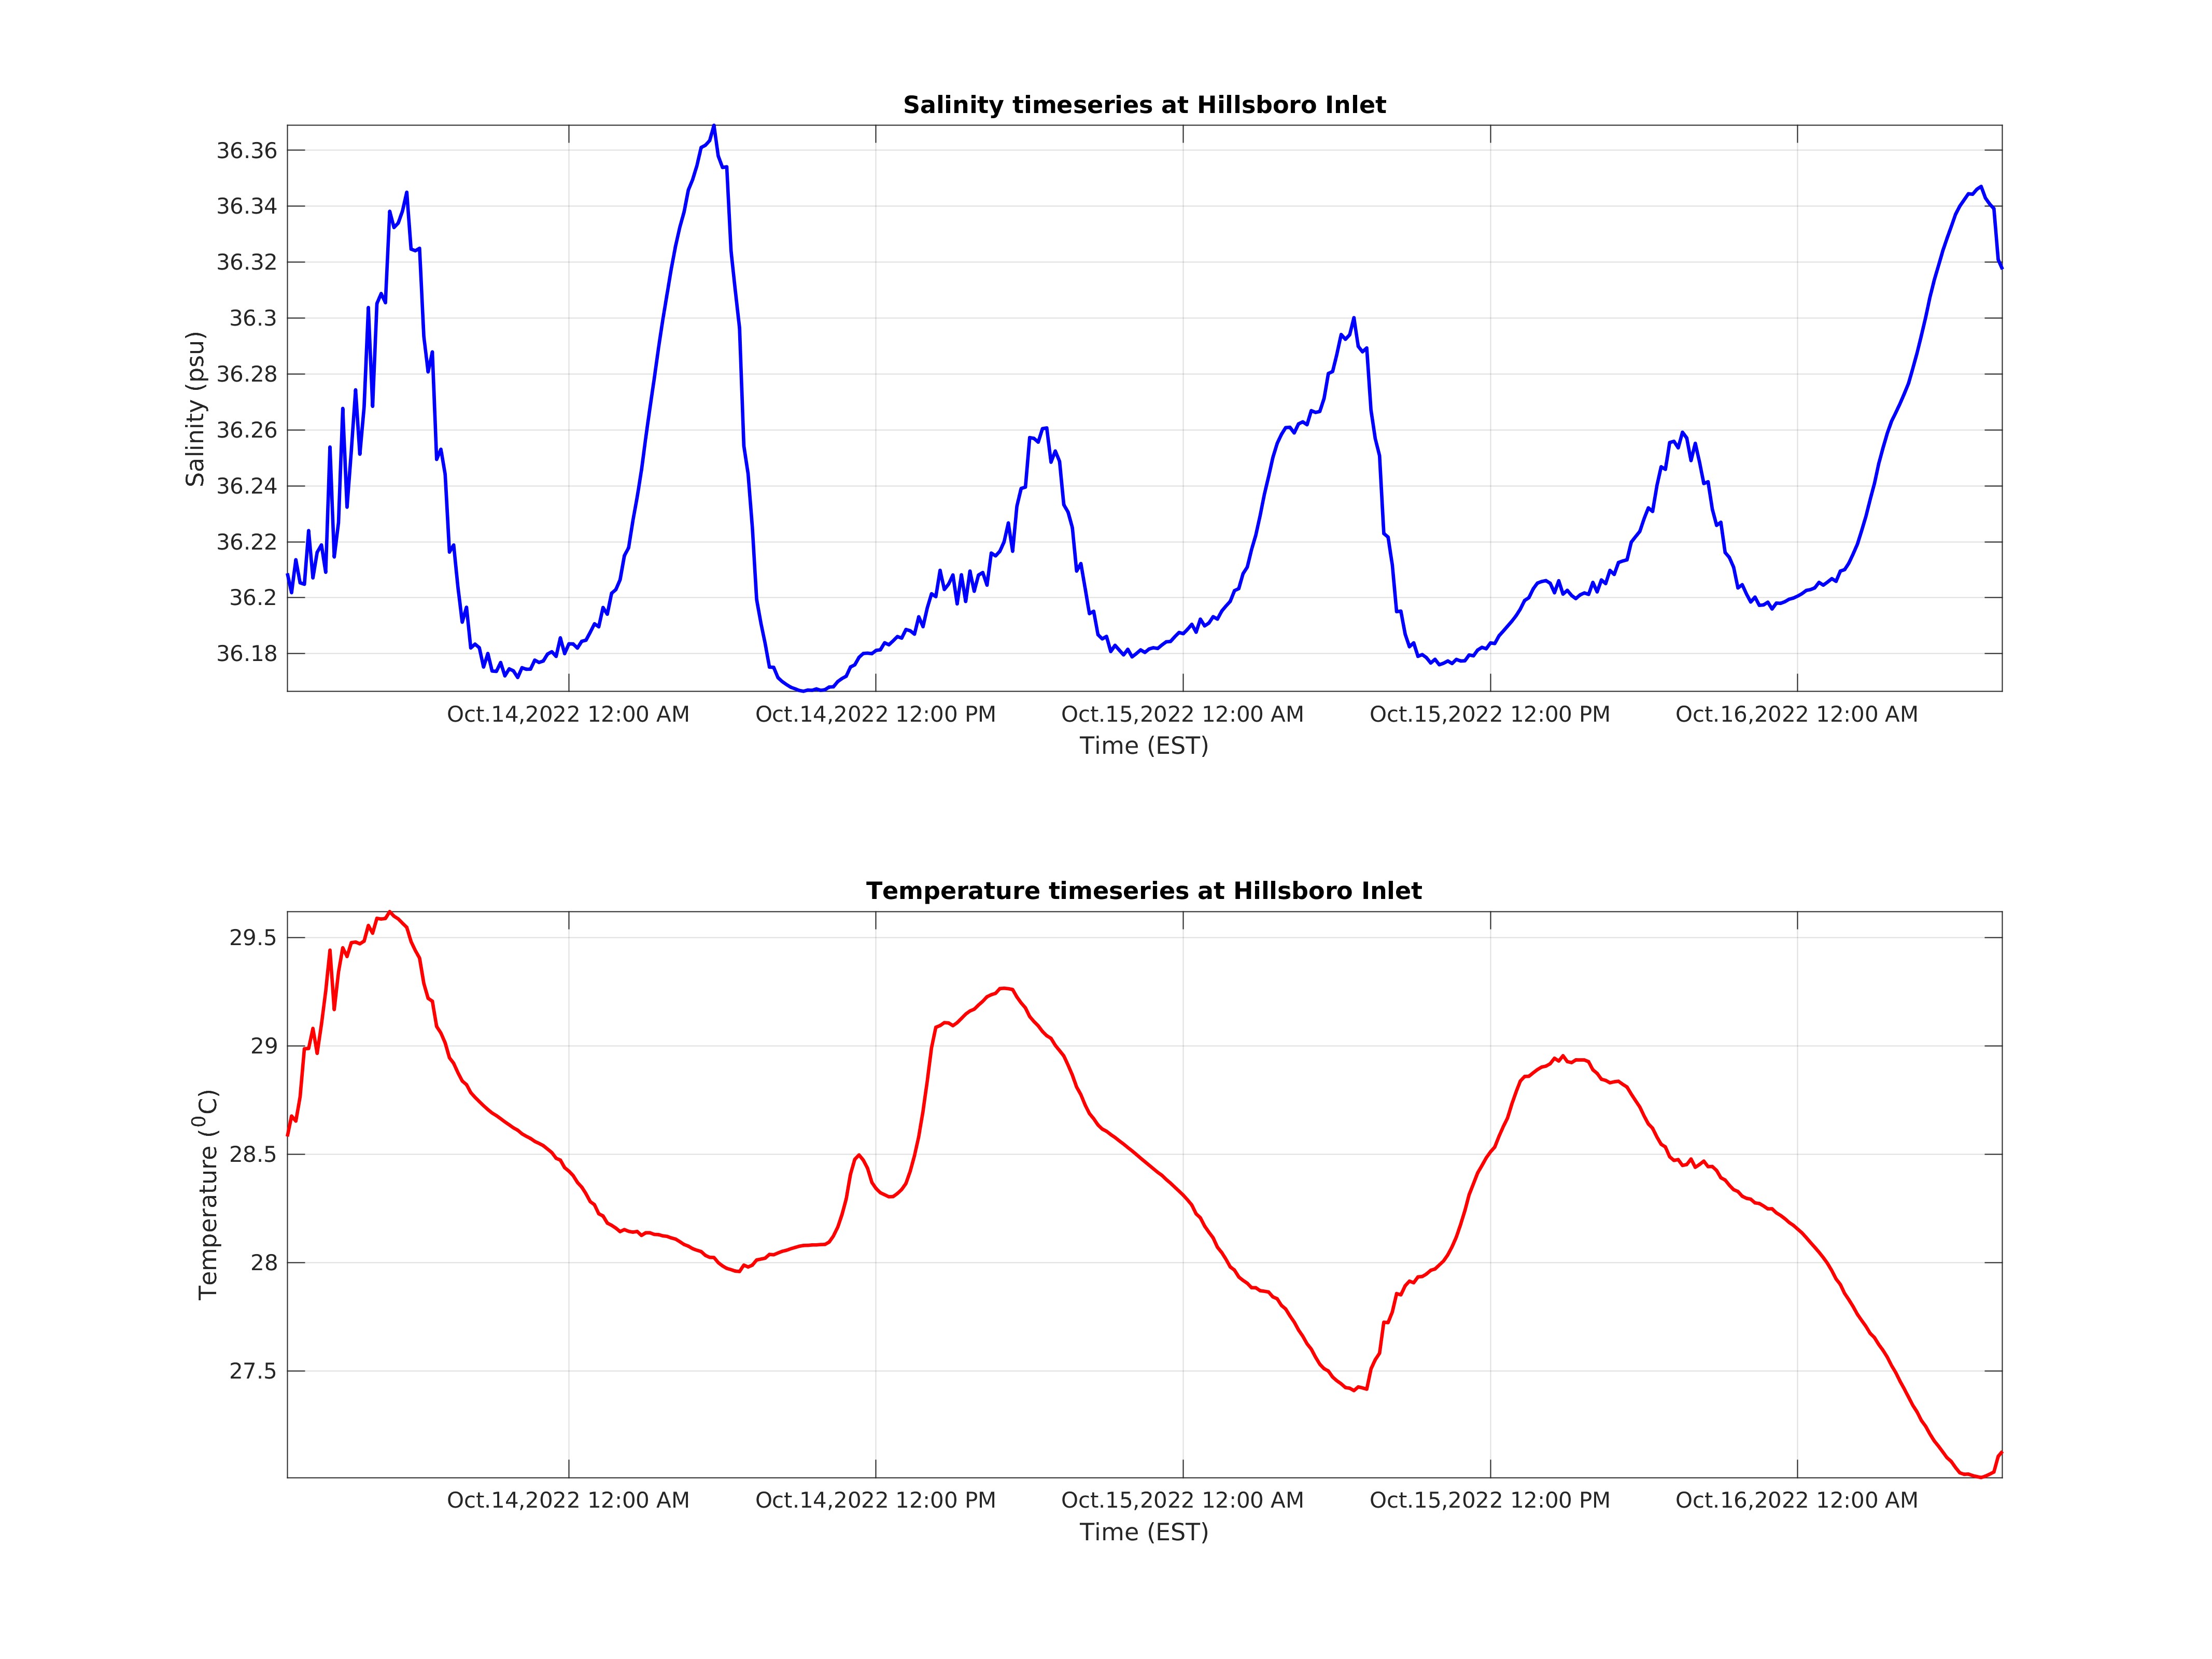 Salinity timeseries at Hillsboro Inlet
36.36
36.34
36.32
36.3
36.28
36.26
36.24
36.22
36.2
36.18
Salinity (psu)
Oct.14,2022 12:00 AM
Oct.14,2022 12:00 PM
Oct.15,2022 12:00 AM
Oct.15,2022 12:00 PM
Oct.16,2022 12:00 AM
Time (EST)
Temperature timeseries at Hillsboro Inlet
29.5
29
28.5
28
27.5
Temperature (⁰C)
Oct.14,2022 12:00 AM
Oct.14,2022 12:00 PM
Oct.15,2022 12:00 AM
Oct.15,2022 12:00 PM
Oct.16,2022 12:00 AM
Time (EST)